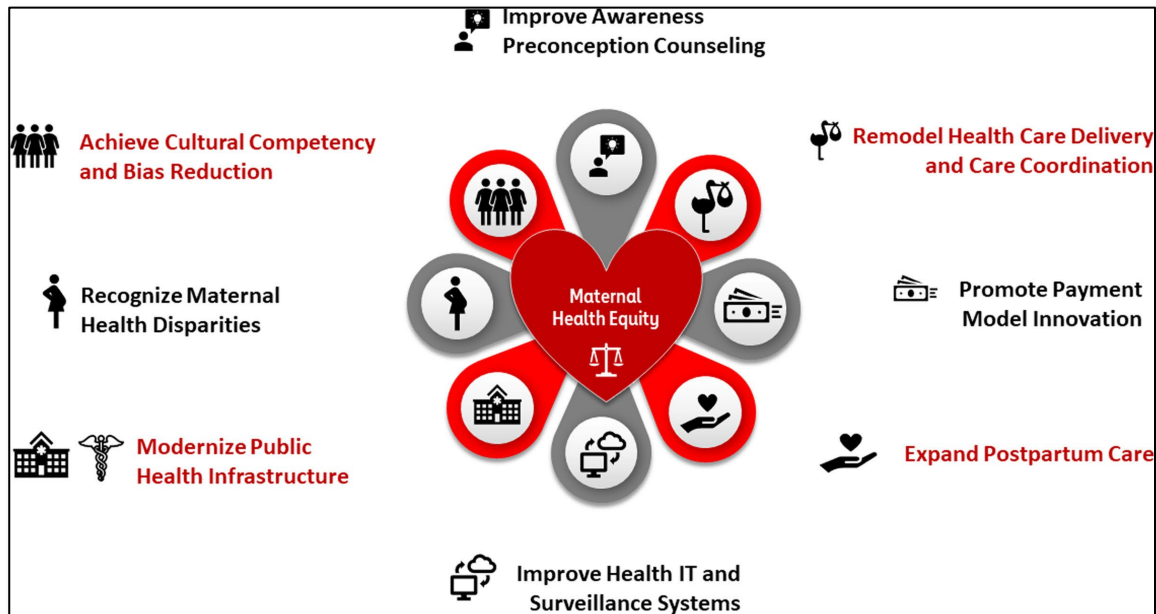 Improve Awareness
Preconception Counseling
Achieve Cultural Competency
and Bias Reduction
Remodel Health Care Delivery
and Care Coordination
Recognize Maternal
Health Disparities
Maternal
Health Equity
Promote Payment
Model Innovation
Modernize Public
Health Infrastructure
Expand Postpartum Care
Improve Health IT and
Surveillance Systems